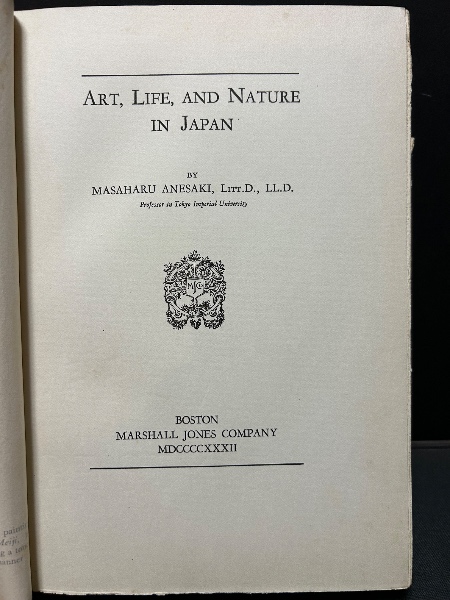 ART, LIFE, AND NATURE
IN JAPAN
BY
MASAHARU ANESAKI, LITT.D., LL.D.
Professor in Tokyo Imperial University
BOSTON
MARSHALL JONES COMPANY
MDCCCCXXXII